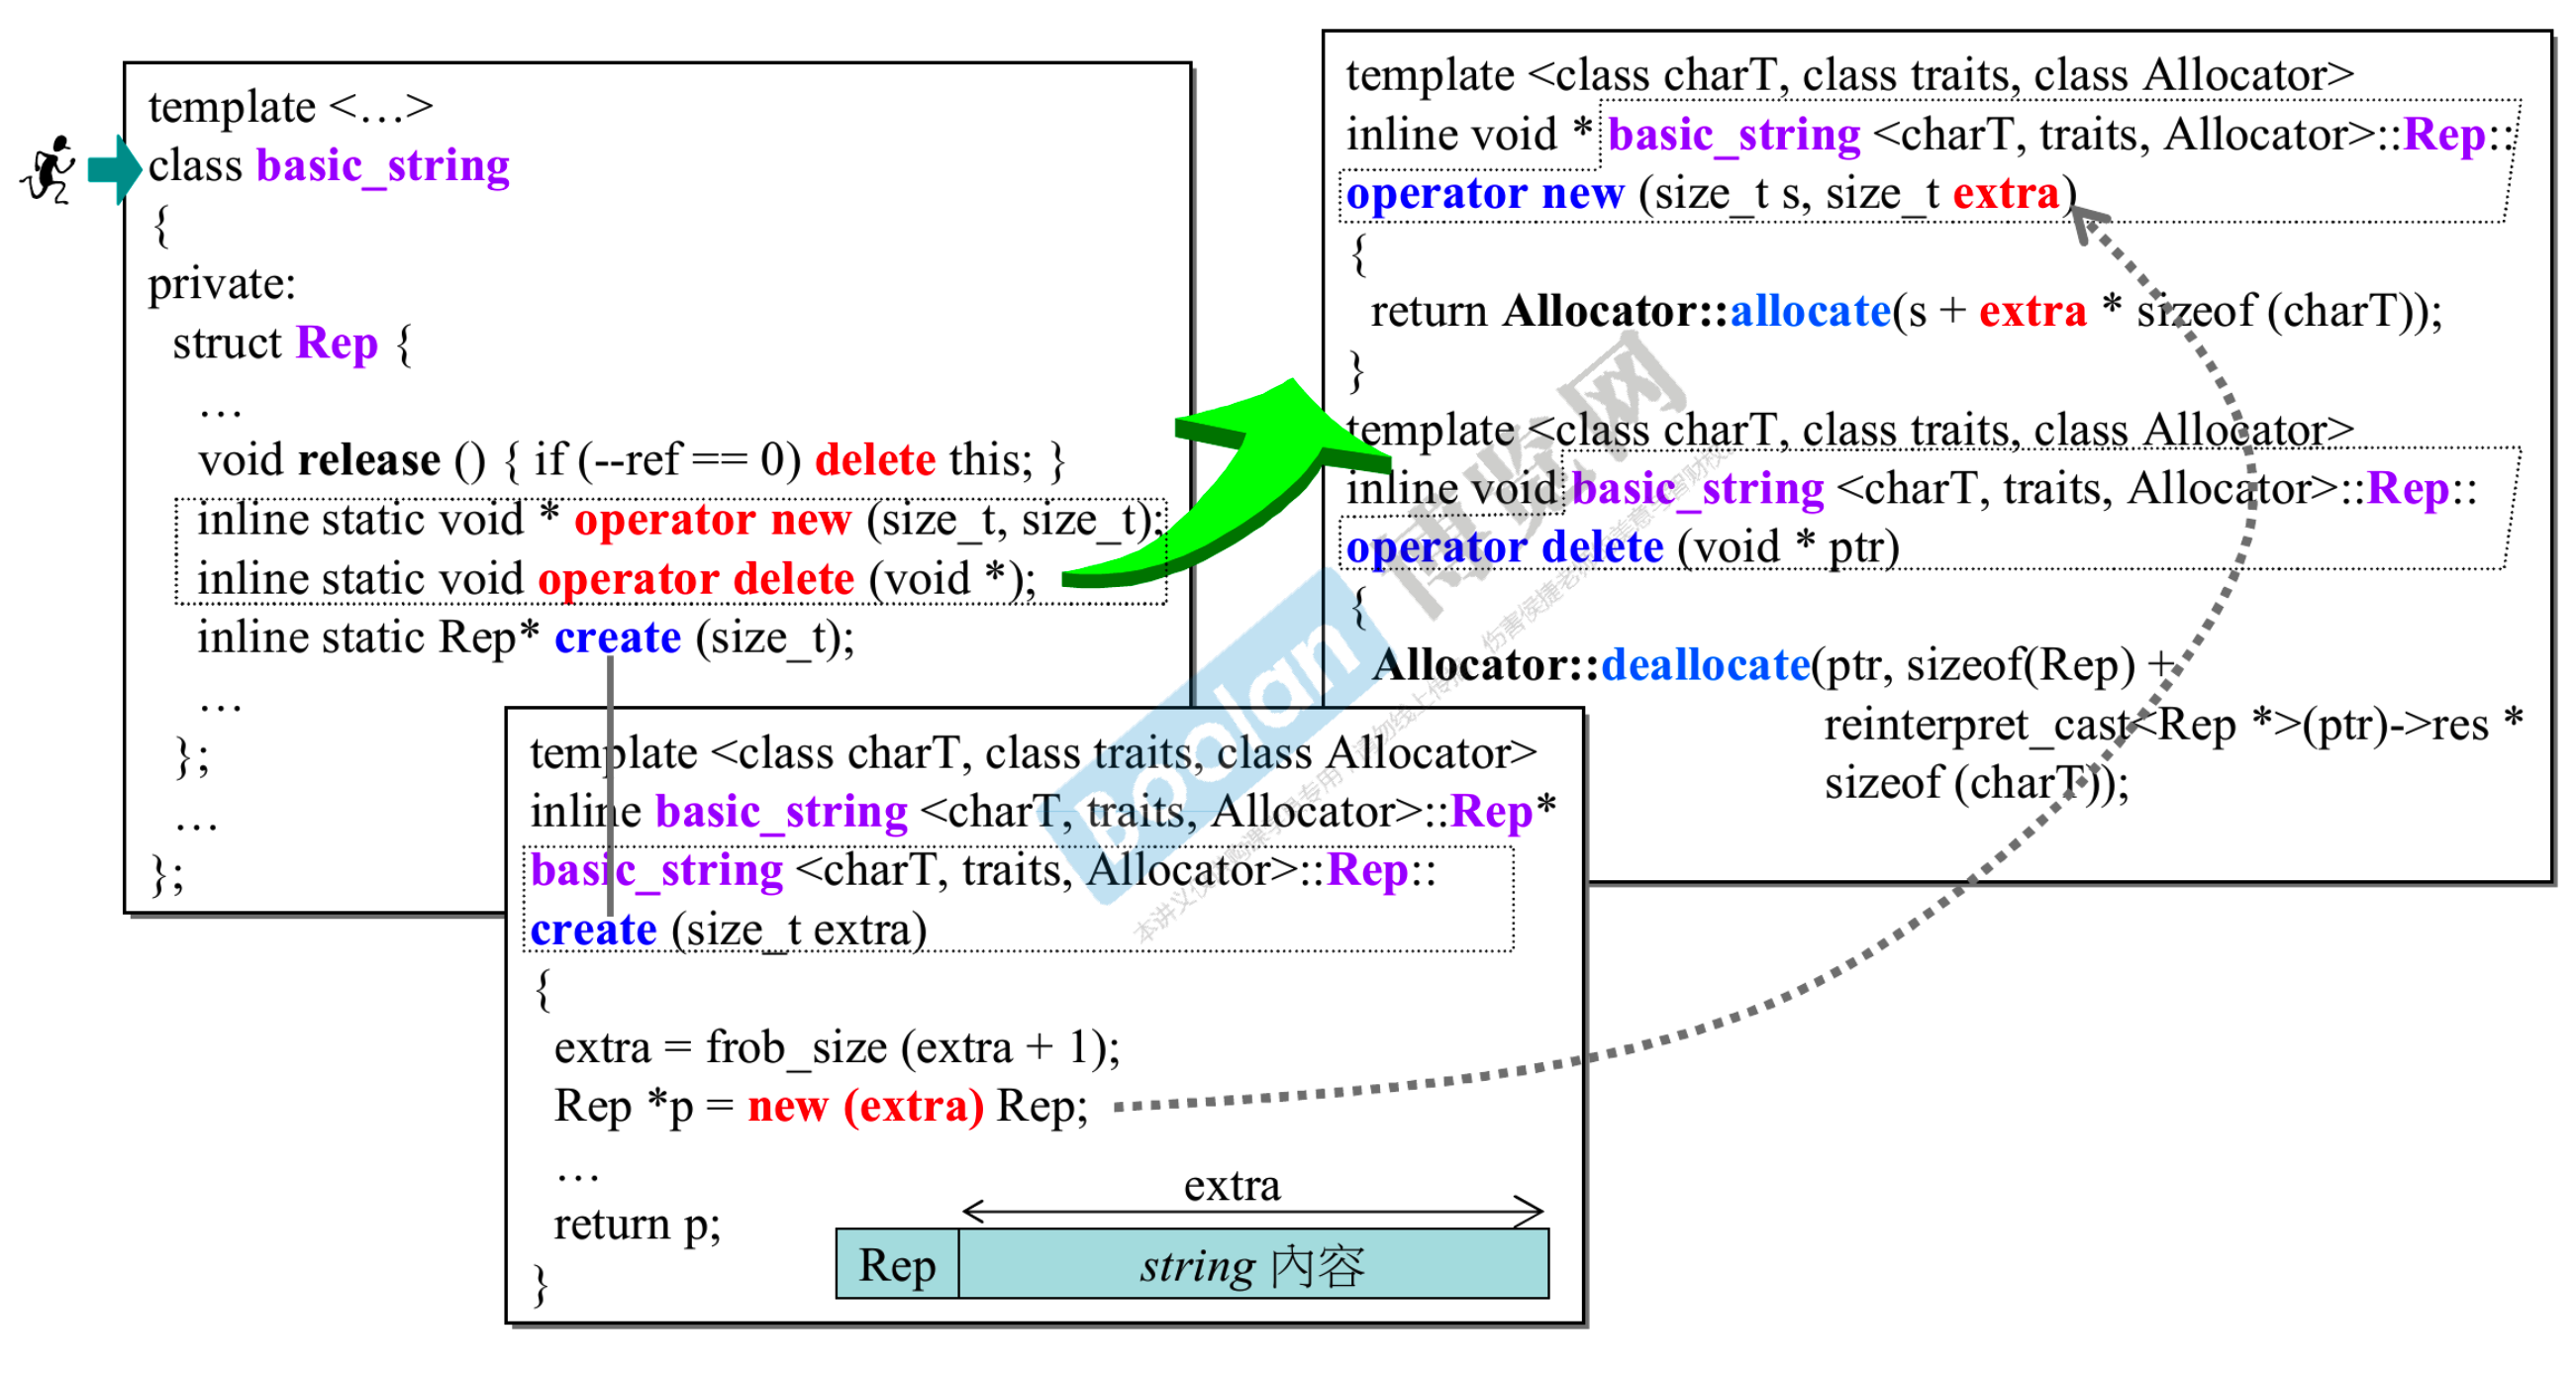 template <…>
class basic_string
{
private:
struct Rep {
…
void release () { if (--ref == 0) delete this; }
inline static void * operator new (size_t, size_t);
inline static void operator delete (void *);
inline static Rep* create (size_t);
…
};
…
};
template <class charT, class traits, class Allocator>
inline void * basic_string <charT, traits, Allocator>::Rep::
operator new (size_t s, size_t extra)
{
return Allocator::allocate(s + extra * sizeof (charT));
}
template <class charT, class traits, class Allocator>
inline void basic_string <charT, traits, Allocator>::Rep::
operator delete (void * ptr)
{
Allocator::deallocate(ptr, sizeof(Rep) +
reinterpret_cast<Rep *>(ptr)->res *
sizeof (charT));
template <class charT, class traits, class Allocator>
inline basic_string <charT, traits, Allocator>::Rep*
basic_string <charT, traits, Allocator>::Rep::
create (size_t extra)
{
extra = frob_size (extra + 1);
Rep *p = new (extra) Rep;
…
return p;
}
extra
Rep string 內容
Boolan 博览网